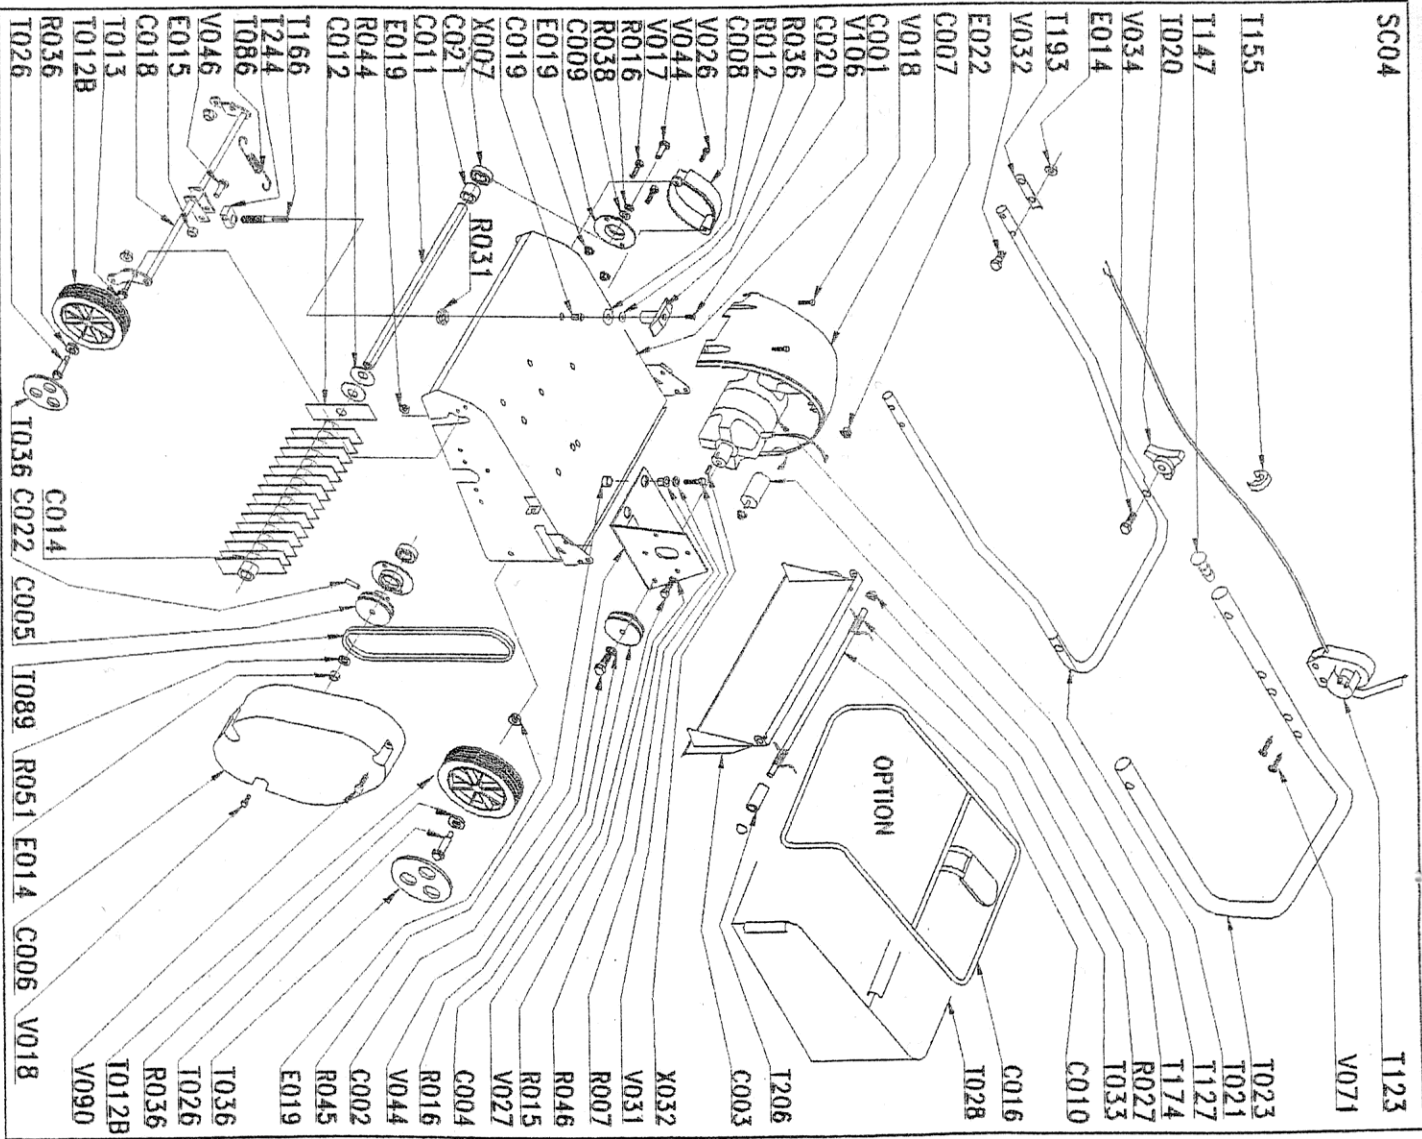 SC04
T155
T147
T020
V034
E014
T193
V032
E022
C007
V018
C001
V106
C020
R036
R012
C008
V026
V044
V017
R016
R038
C009
E019
C019
X007
C021
C011
E019
R044
C012
T166
T244
T086
V046
E015
C018
T013
T012B
R036
T026
R031
OPTION
C014
T036 C022 C005 T089 R051 E014 C006 V018
T123
V071
T023
T021
T127
T174
R027
T033
C010
C016
T028
T206
C003
X032
V031
R007
R046
R015
V027
C004
R016
V044
C002
R045
E019
T036
T026
R036
T012B
V090